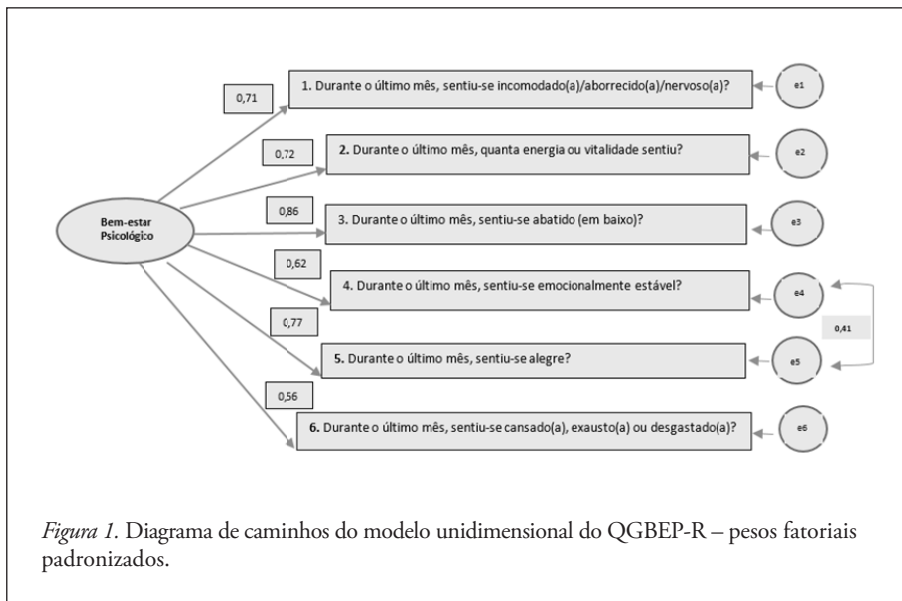 0,71
1. Durante o último mês, sentiu-se incomodado(a)/aborrecido(a)/nervoso(a)?
e1
0,72
2. Durante o último mês, quanta energia ou vitalidade sentiu?
e2
Bem-estar
Psicológico
0,86
3. Durante o último mês, sentiu-se abatido (em baixo)?
e3
0,62
4. Durante o último mês, sentiu-se emocionalmente estável?
e4
0,41
0,77
5. Durante o último mês, sentiu-se alegre?
e5
0,56
6. Durante o último mês, sentiu-se cansado(a), exausto(a) ou desgastado(a)?
e6
Figura 1. Diagrama de caminhos do modelo unidimensional do QGBEP-R – pesos fatoriais
padronizados.